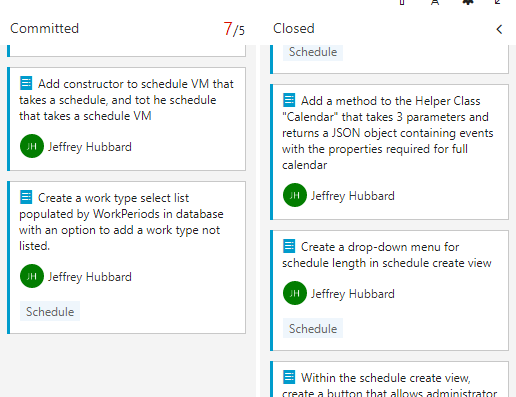 Committed
7/5
Add constructor to schedule VM that
takes a schedule, and tot he schedule
that takes a schedule VM
JH Jeffrey Hubbard
Create a work type select list
populated by WorkPeriods in database
with an option to add a work type not
listed.
JH Jeffrey Hubbard
Schedule
Closed
Schedule
Add a method to the Helper Class
"Calendar" that takes 3 parameters and
returns a JSON object containing events
with the properties required for full
calendar
JH Jeffrey Hubbard
Create a drop-down menu for
schedule length in schedule create view
JH Jeffrey Hubbard
Schedule
Within the schedule create view,
create a button that allows administrator